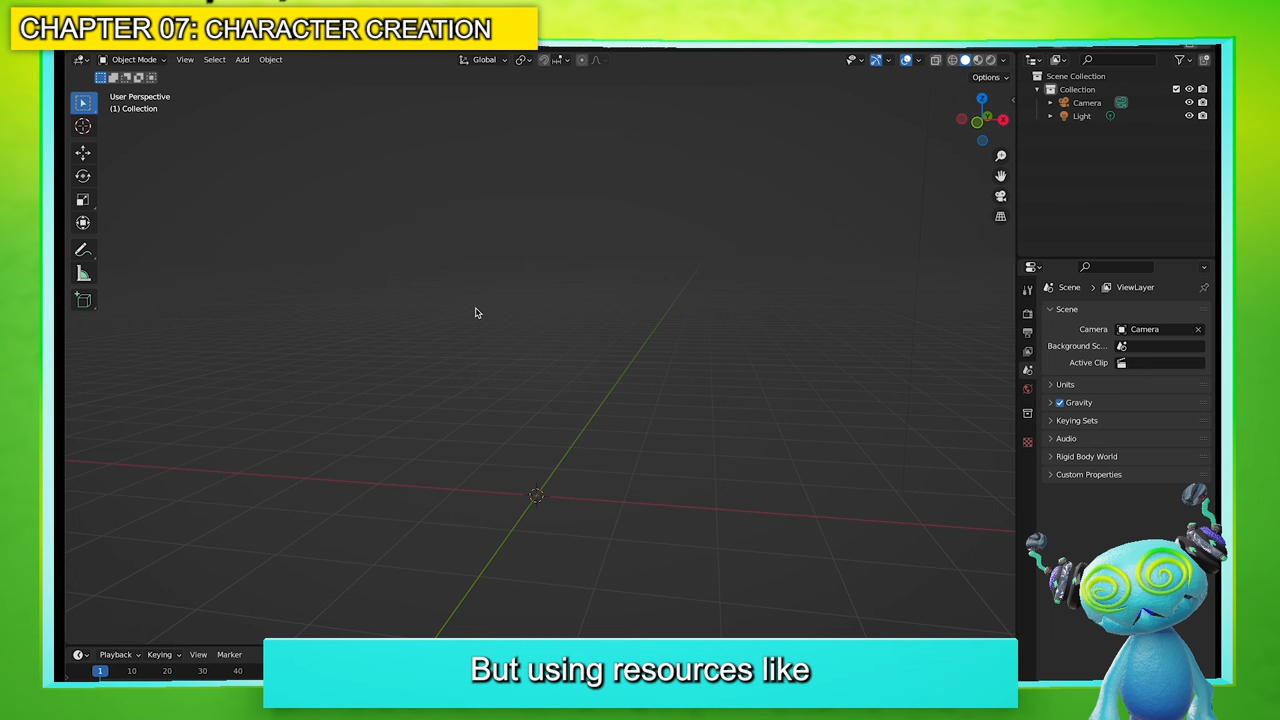 CHAPTER 07: CHARACTER CREATION
Object Mode View Select Add Object Global
Options
User Perspective
(1) Collection
Z
Y
X
Scene Collection
Collection
Camera
Light
Scene > ViewLayer
Scene
Camera Camera
Background Sc...
Active Clip
Units
Gravity
Keying Sets
Audio
Rigid Body World
Custom Properties
Playback Keying View Marker
1 10 20 30 40
But using resources like